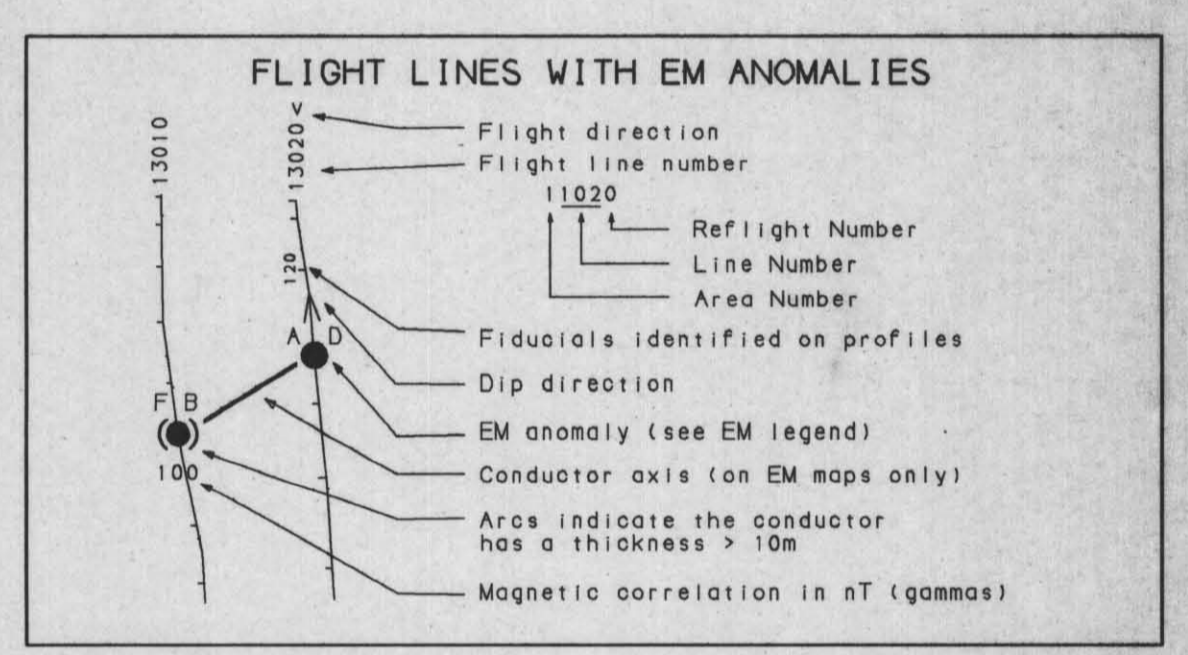 FLIGHT LINES WITH EM ANOMALIES
13010
13020 <
Flight direction
Flight line number
11020
Reflight Number
Line Number
Area Number
120
Fiducials identified on profiles
A D
Dip direction
F B
EM anomaly (see EM legend)
100
Conductor axis (on EM maps only)
Arcs indicate the conductor
has a thickness > 10m
Magnetic correlation in nT (gammas)